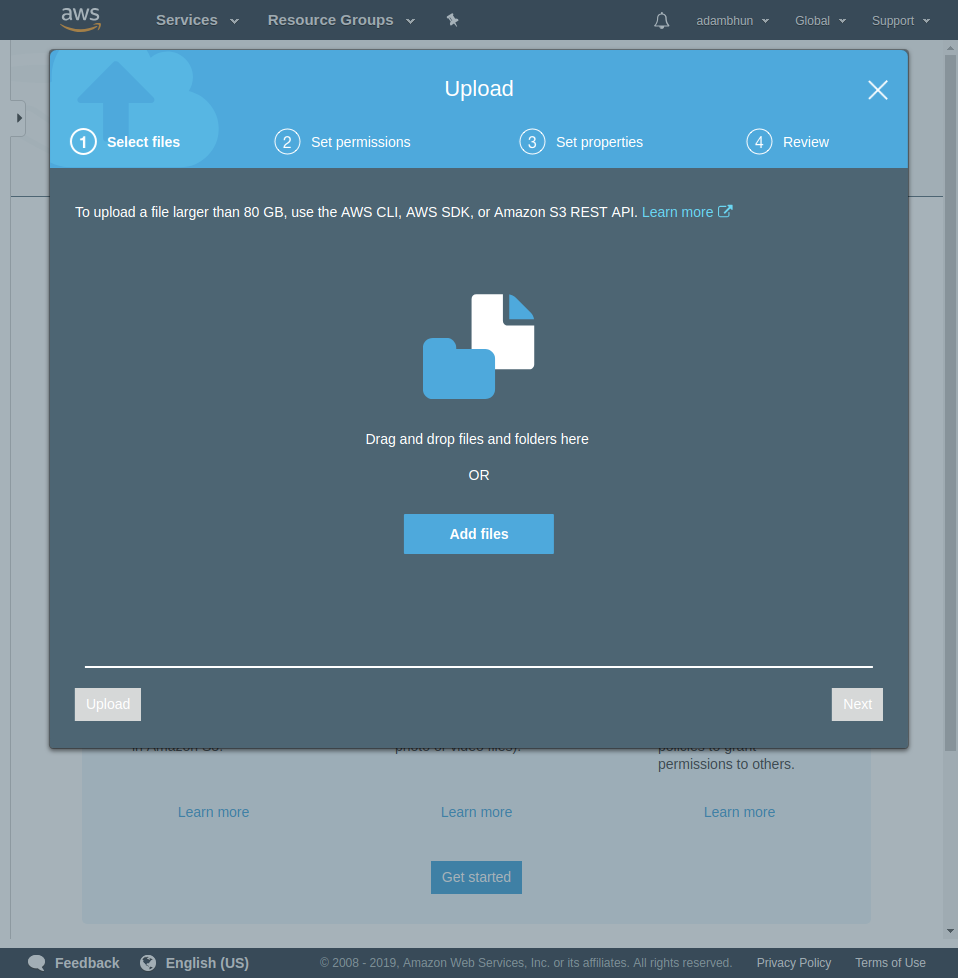 aws Services Resource Groups adambhun Global Support
Upload
1 Select files 2 Set permissions 3 Set properties 4 Review
To upload a file larger than 80 GB, use the AWS CLI, AWS SDK, or Amazon S3 REST API. Learn more
Drag and drop files and folders here
OR
Add files
Upload Next
in Amazon S3. photo or video files). policies to grant
permissions to others.
Learn more Learn more Learn more
Get started
Feedback English (US) © 2008 - 2019, Amazon Web Services, Inc. or its affiliates. All rights reserved. Privacy Policy Terms of Use